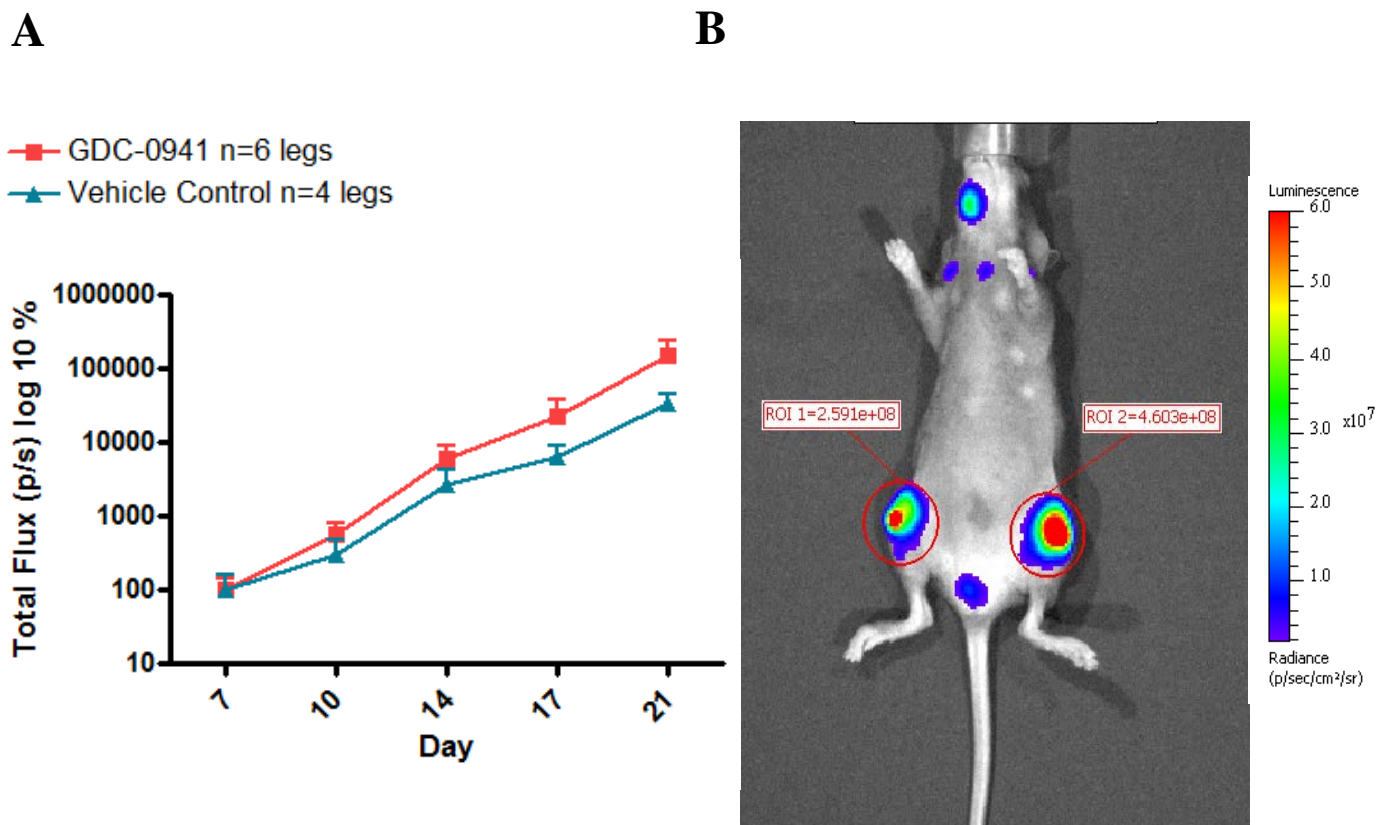 A
B
GDC-0941 n=6 legs
Vehicle Control n=4 legs
Total Flux (p/s) log 10 %
1000000
100000
10000
1000
100
10
7
10
14
17
21
Day
ROI 1=2.591e+08
ROI 2=4.603e+08
Luminescence
6.0
5.0
4.0
3.0
x10⁷
2.0
1.0
Radiance
(p/sec/cm²/sr)